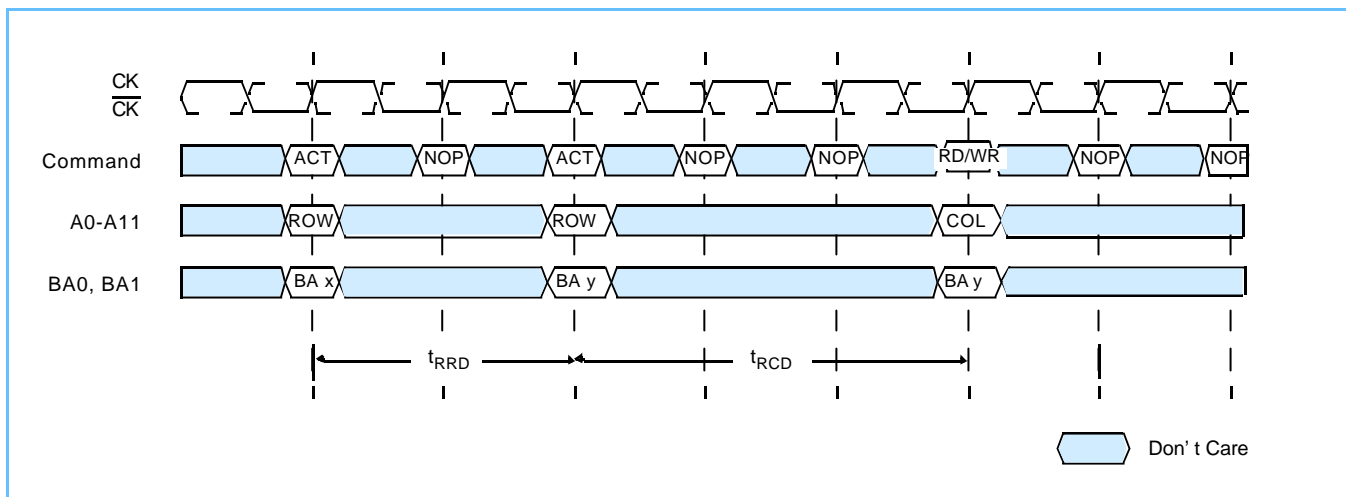 CK
CK
Command ACT NOP ACT NOP NOP RD/WR NOP NOP
A0-A11 ROW ROW COL
BA0, BA1 BA x BA y BA y
tRRD tRCD
Don' t Care